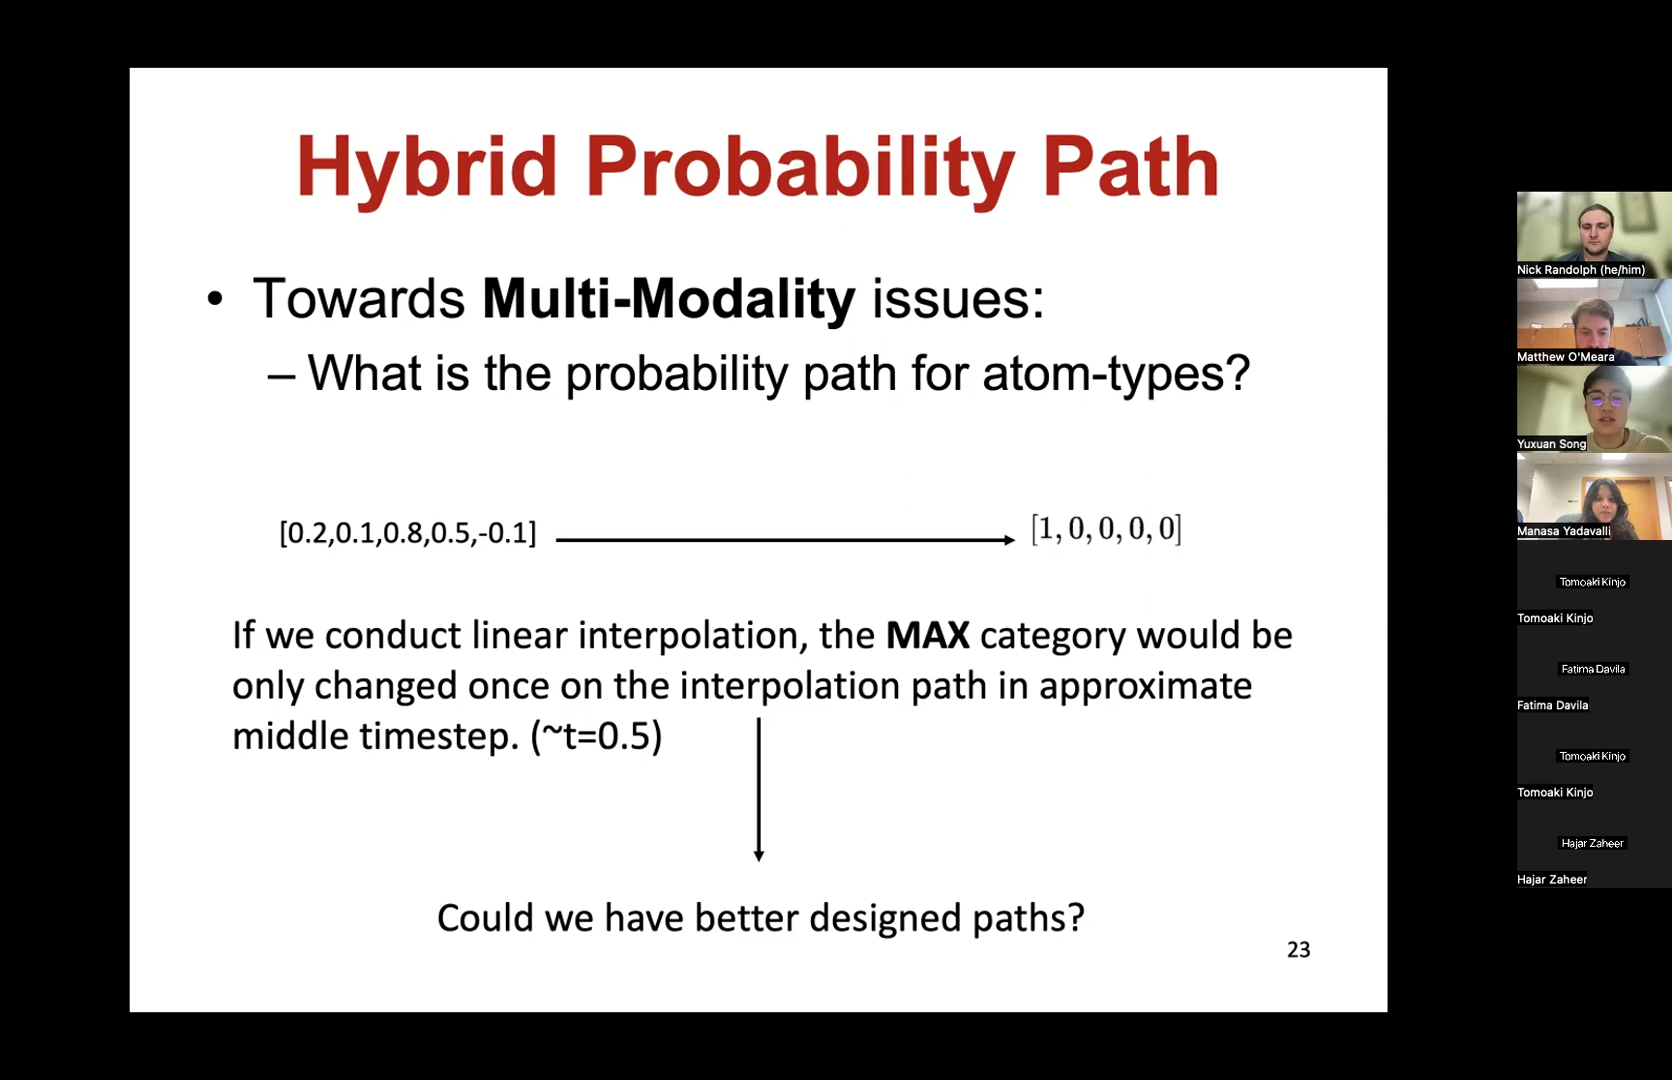 Hybrid Probability Path
• Towards Multi-Modality issues:
– What is the probability path for atom-types?
[0.2,0.1,0.8,0.5,-0.1]
[1, 0, 0, 0, 0]
If we conduct linear interpolation, the MAX category would be
only changed once on the interpolation path in approximate
middle timestep. (~t=0.5)
Could we have better designed paths?
23
Nick Randolph (he/him)
Matthew O'Meara
Yuxuan Song
Manasa Yadavalli
Tomoaki Kinjo
Tomoaki Kinjo
Fatima Davila
Fatima Davila
Tomoaki Kinjo
Tomoaki Kinjo
Hajar Zaheer
Hajar Zaheer